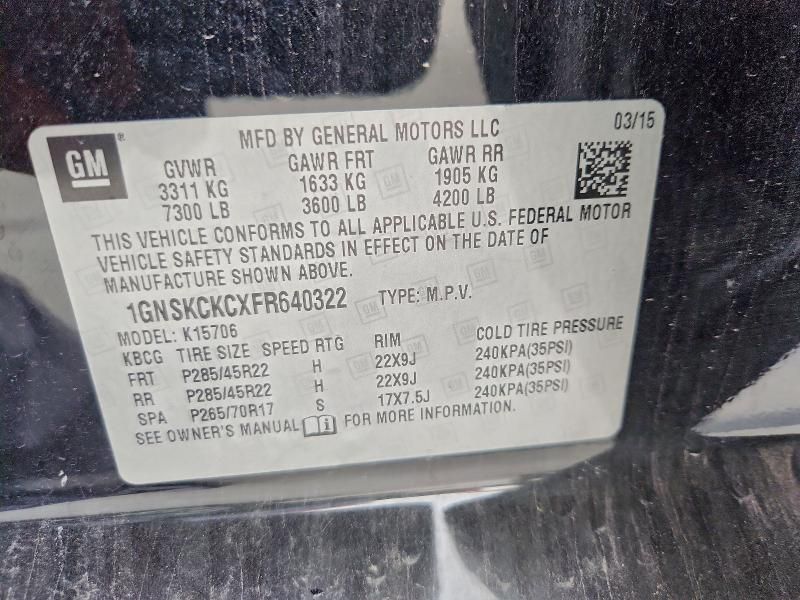 GM®
MFD BY GENERAL MOTORS LLC 03/15
GVWR GAWR FRT GAWR RR
3311 KG 1633 KG 1905 KG
7300 LB 3600 LB 4200 LB
THIS VEHICLE CONFORMS TO ALL APPLICABLE U.S. FEDERAL MOTOR
VEHICLE SAFETY STANDARDS IN EFFECT ON THE DATE OF
MANUFACTURE SHOWN ABOVE.
1GNSKCKCXFR640322 TYPE: M.P.V.
MODEL: K15706
KBCG TIRE SIZE SPEED RTG RIM COLD TIRE PRESSURE
FRT P285/45R22 H 22X9J 240KPA(35PSI)
RR P285/45R22 H 22X9J 240KPA(35PSI)
SPA P265/70R17 S 17X7.5J 240KPA(35PSI)
SEE OWNER'S MANUAL FOR MORE INFORMATION.